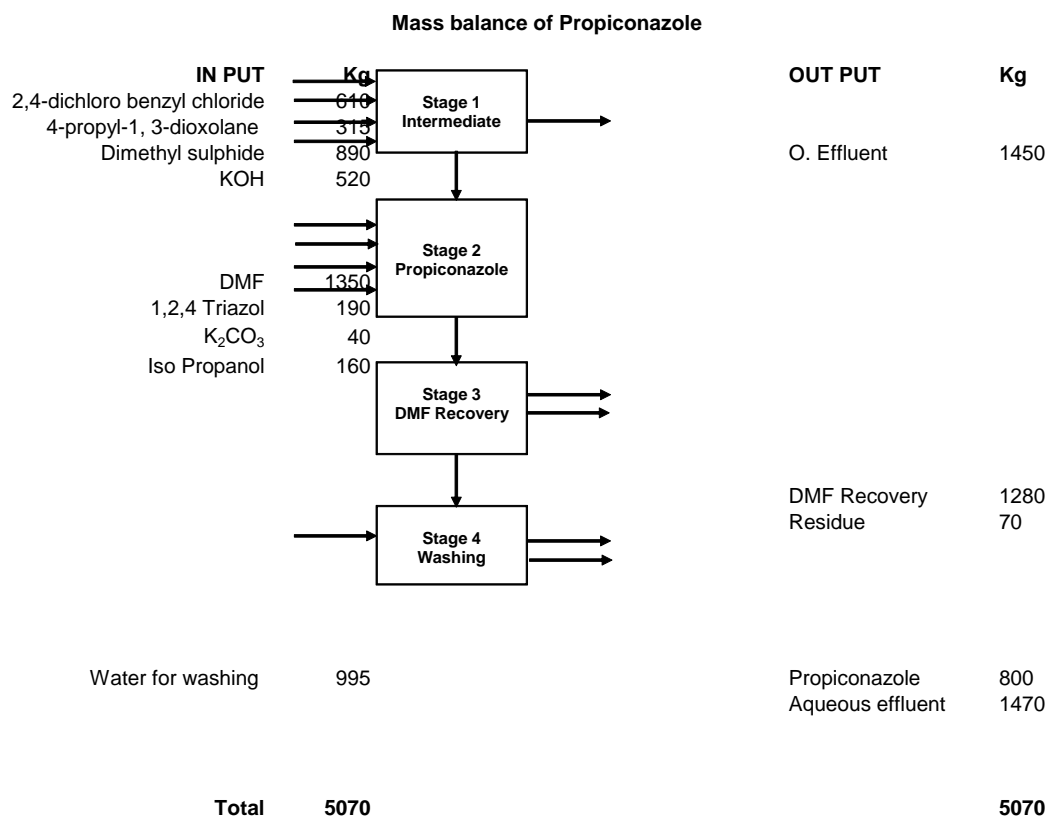 Mass balance of Propiconazole
IN PUT Kg OUT PUT Kg
2,4-dichloro benzyl chloride 610
4-propyl-1, 3-dioxolane 315
Dimethyl sulphide 890 O. Effluent 1450
KOH 520
Stage 1
Intermediate
Stage 2
Propiconazole
DMF 1350
1,2,4 Triazol 190
K₂CO₃ 40
Iso Propanol 160
Stage 3
DMF Recovery
DMF Recovery 1280
Residue 70
Stage 4
Washing
Water for washing 995 Propiconazole 800
Aqueous effluent 1470
Total 5070 5070